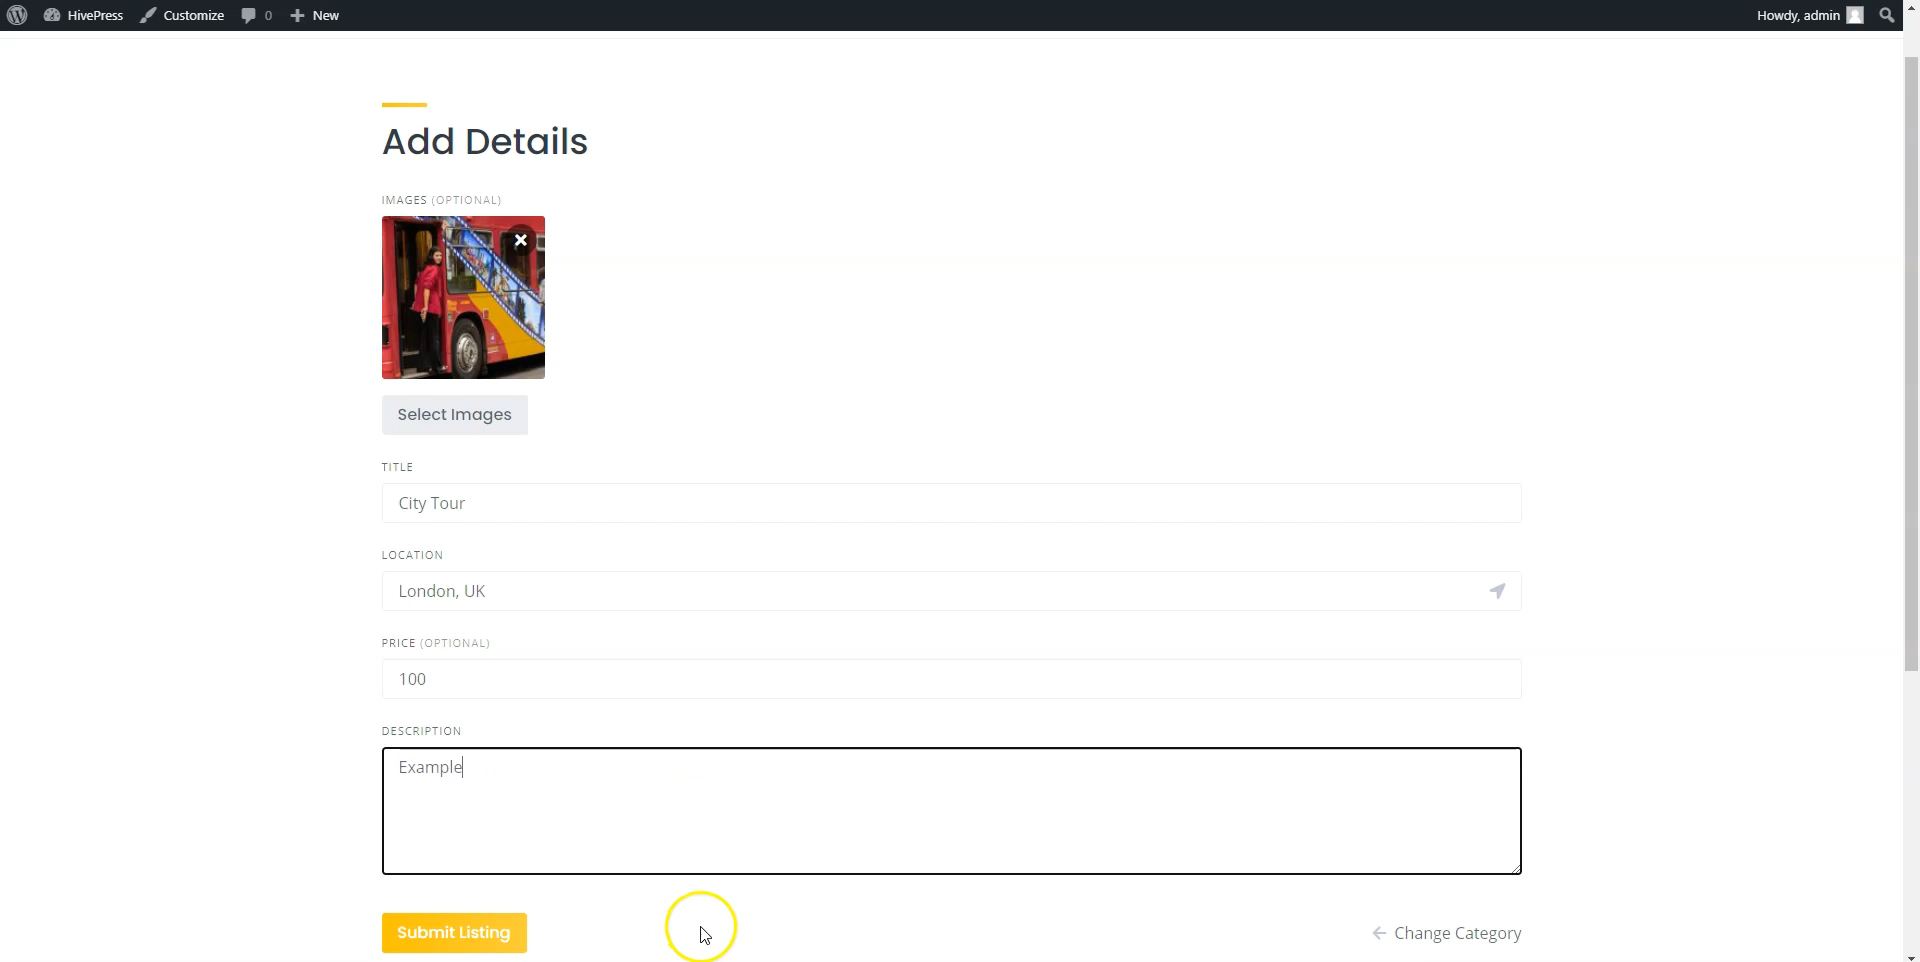 HivePress Customize 0 New Howdy, admin
Add Details
IMAGES (OPTIONAL)
Select Images
TITLE
City Tour
LOCATION
London, UK
PRICE (OPTIONAL)
100
DESCRIPTION
Example
Submit Listing Change Category